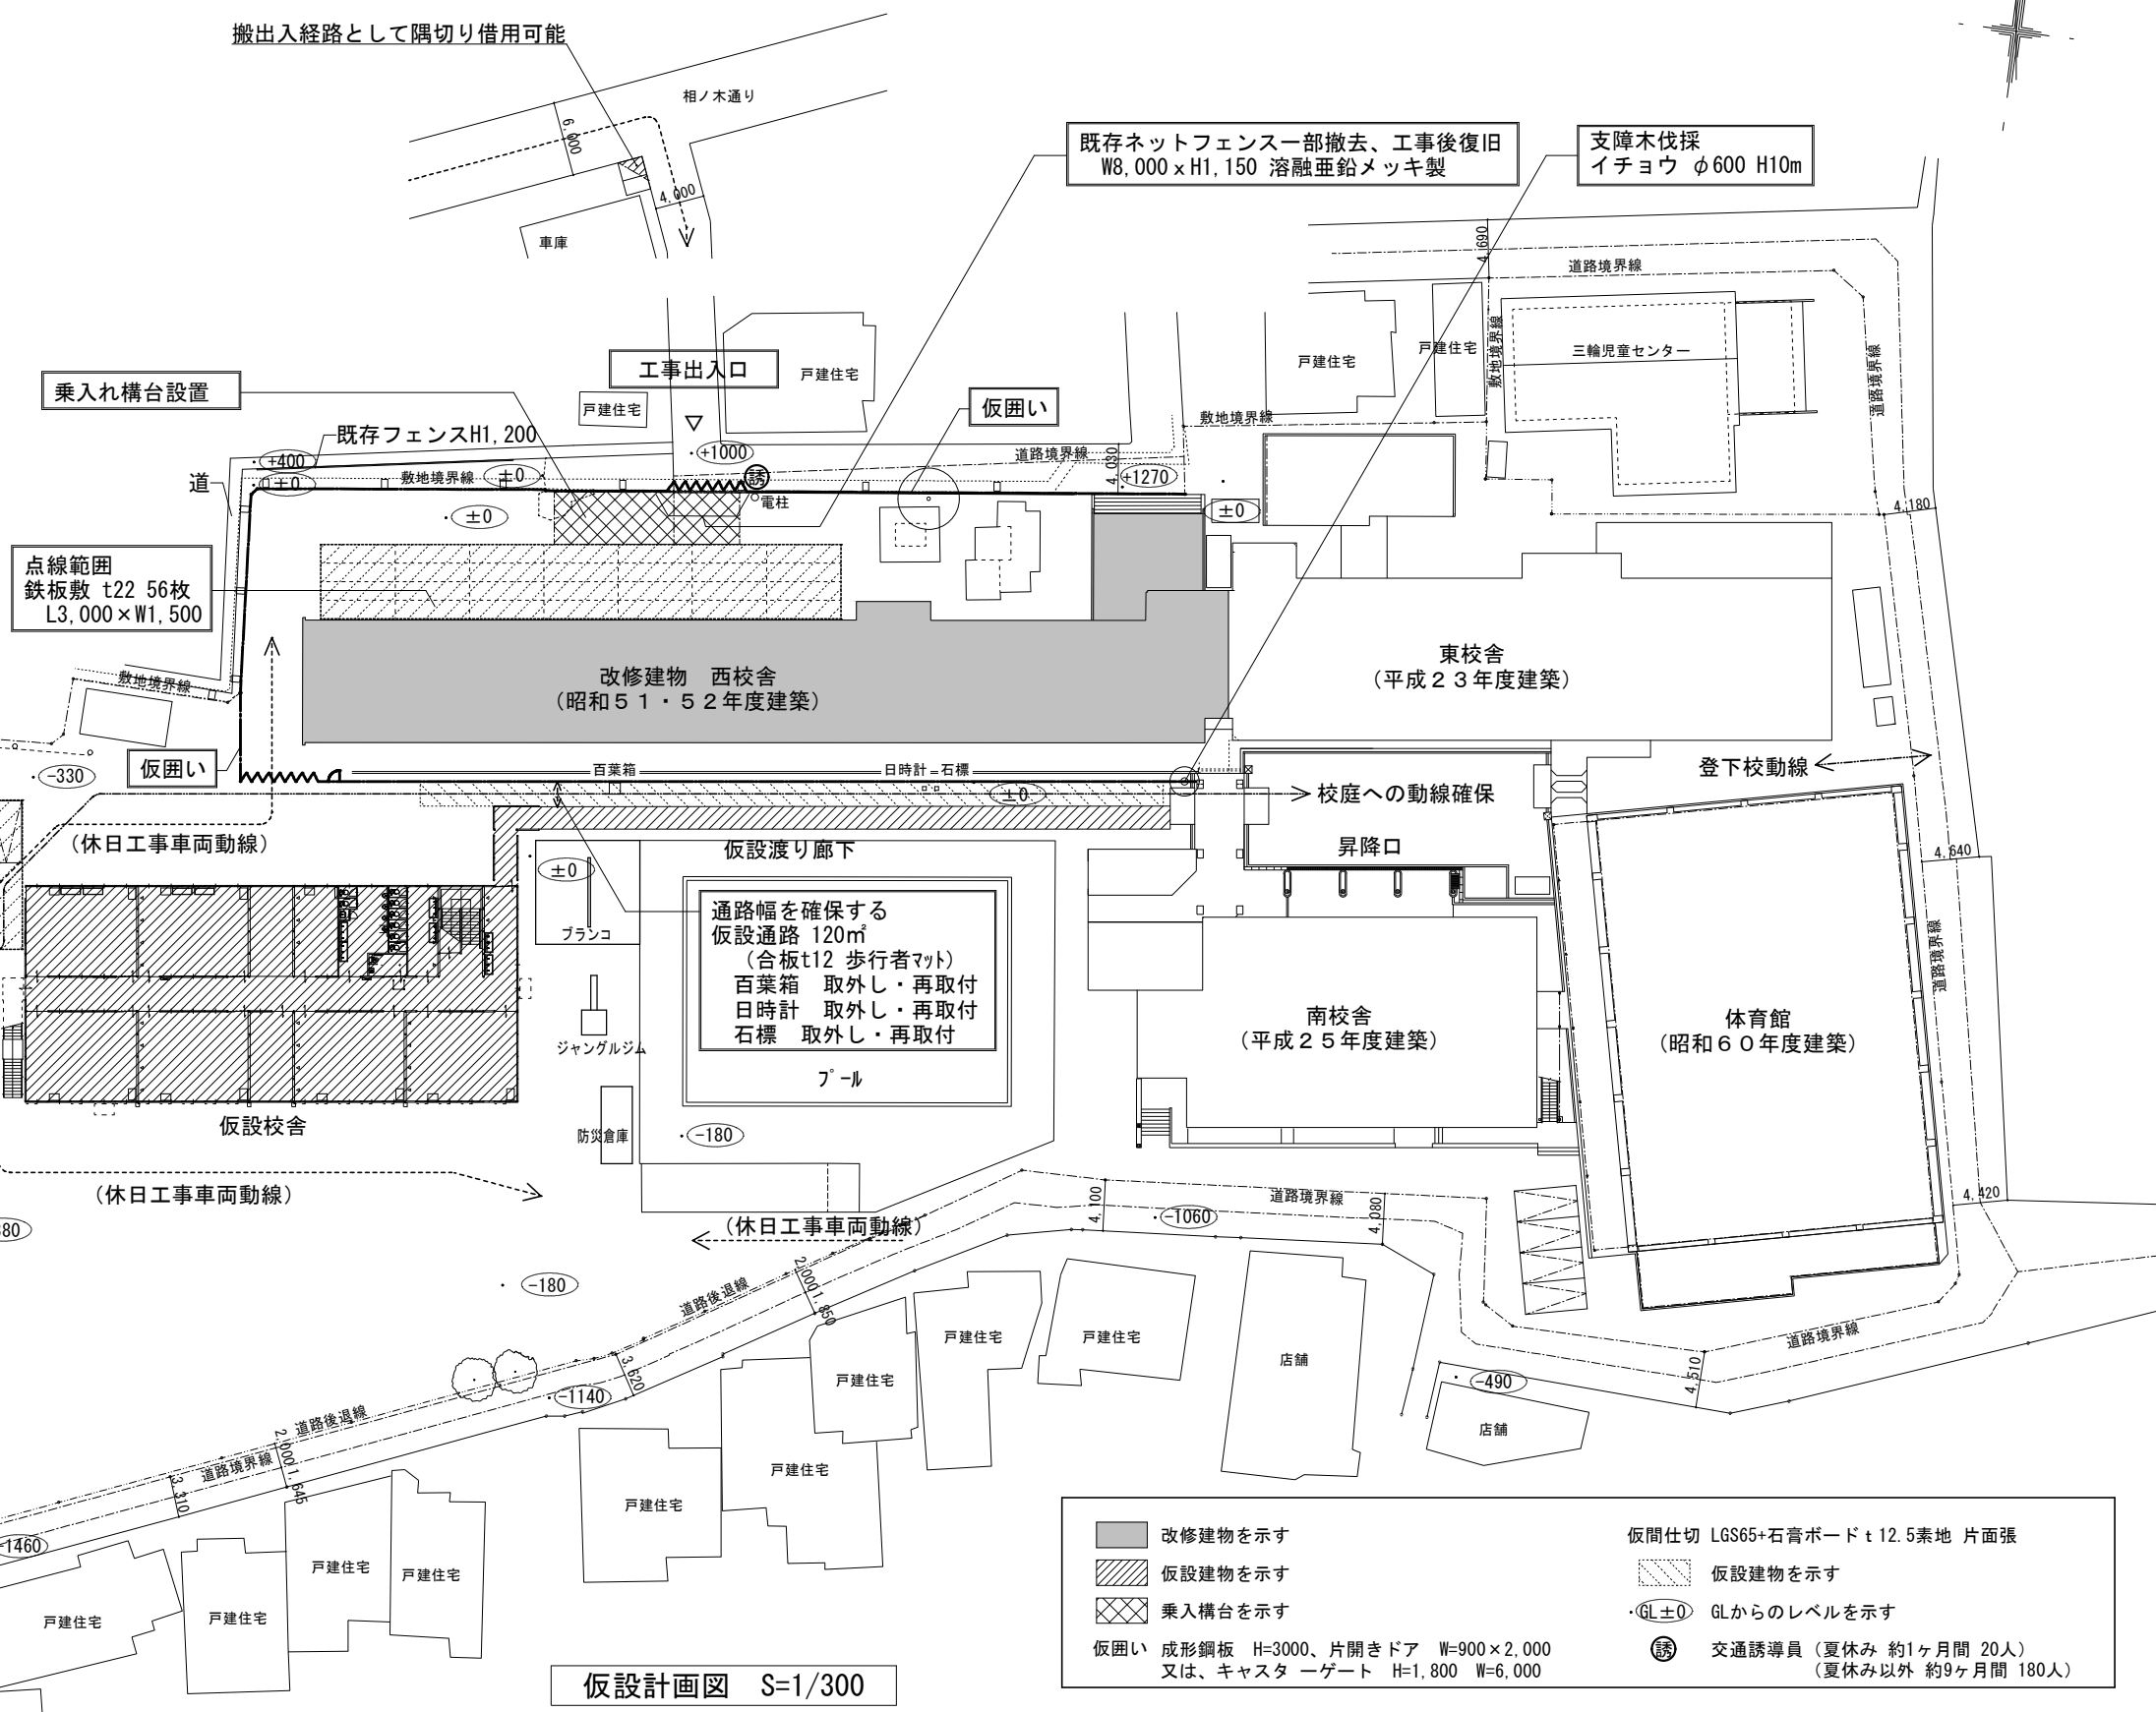 搬出入経路として隅切り借用可能
相ノ木通り
6,000
4,000
車庫
既存ネットフェンス一部撤去、工事後復旧
W8,000xH1,150 溶融亜鉛メッキ製
支障木伐採
イチョウ φ600 H10m
4,690
道路境界線
敷地境界線
三輪児童センター
道路境界線
戸建住宅
戸建住宅
工事出入口
戸建住宅
戸建住宅
乗入れ構台設置
仮囲い
既存フェンスH1,200
敷地境界線
+1000
道路境界線
4,030
+400
±0
敷地境界線
±0
誘
電柱
+1270
±0
道
±0
4,180
点線範囲
鉄板敷 t22 56枚
L3,000×W1,500
敷地境界線
改修建物 西校舎
(昭和51・52年度建築)
東校舎
(平成23年度建築)
-330
仮囲い
百葉箱
日時計
石標
±0
登下校動線
校庭への動線確保
(休日工事車両動線)
仮設渡り廊下
昇降口
4,640
±0
ブランコ
通路幅を確保する
仮設通路 120㎡
(合板t12 歩行者マット)
百葉箱 取外し・再取付
日時計 取外し・再取付
石標 取外し・再取付
道路境界線
南校舎
(平成25年度建築)
体育館
(昭和60年度建築)
ジャングルジム
プール
仮設校舎
防災倉庫
-180
(休日工事車両動線)
4,100
道路境界線
4,080
4,420
-1060
(休日工事車両動線)
80
-180
道路後退線
2,000
1,850
戸建住宅
戸建住宅
店舗
道路境界線
3,620
-1140
戸建住宅
-490
4,510
道路後退線
2,000
1,645
道路境界線
3,310
戸建住宅
戸建住宅
店舗
-1460
戸建住宅
戸建住宅
戸建住宅
戸建住宅
改修建物を示す
仮設建物を示す
乗入構台を示す
仮囲い 成形鋼板 H=3000、片開きドア W=900×2,000
又は、キャスターゲート H=1,800 W=6,000
仮間仕切 LGS65+石膏ボードt12.5素地 片面張
仮設建物を示す
GL±0 GLからのレベルを示す
誘 交通誘導員(夏休み 約1ヶ月間 20人)
(夏休み以外 約9ヶ月間 180人)
仮設計画図 S=1/300